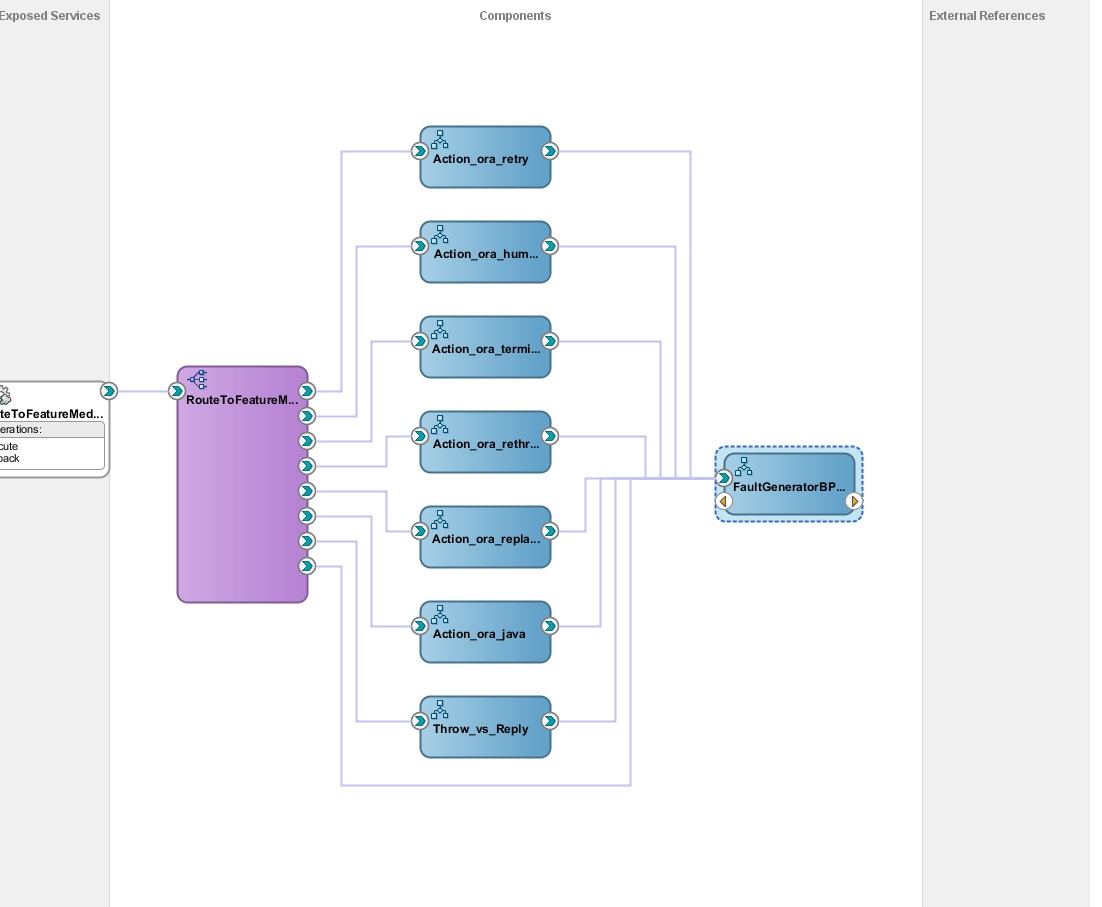 Exposed Services
Components
External References
Action_ora_retry
Action_ora_hum...
Action_ora_termi...
RouteToFeatureM...
teToFeatureMed...
erations:
cute
back
Action_ora_rethr...
FaultGeneratorBP...
Action_ora_repla...
Action_ora_java
Throw_vs_Reply